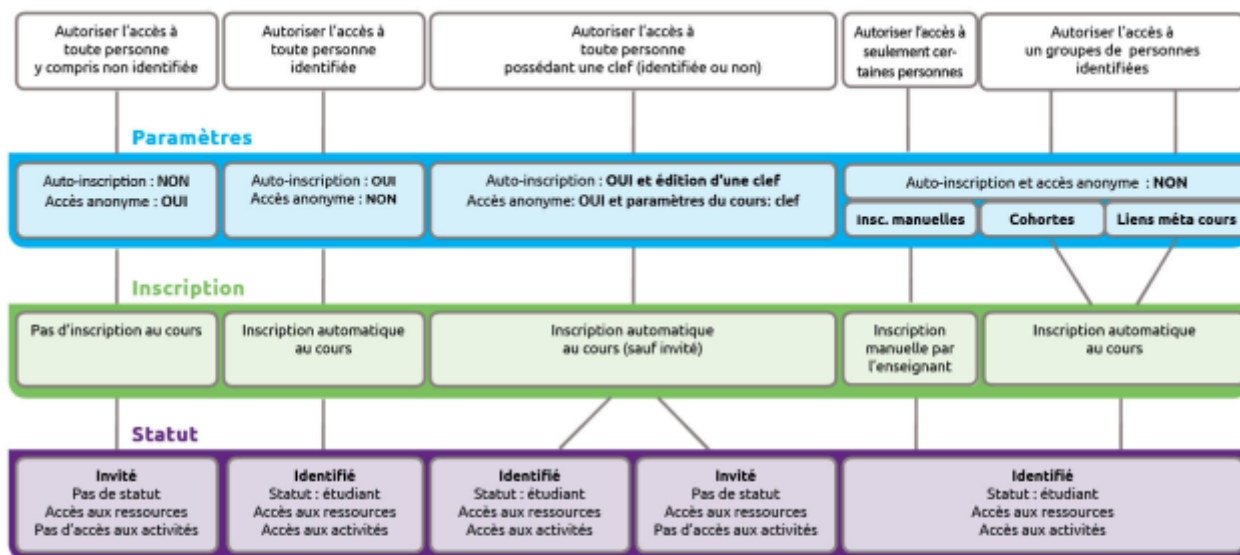 Autoriser l'accès à
toute personne
y compris non identifiée
Autoriser l'accès à
toute personne
identifiée
Autoriser l'accès à
toute personne
possédant une clef (identifiée ou non)
Autoriser l'accès à
seulement cer-
taines personnes
Autoriser l'accès à
un groupes de personnes
identifiées
Paramètres
Auto-inscription : NON
Accès anonyme : OUI
Auto-inscription : OUI
Accès anonyme : NON
Auto-inscription : OUI et édition d'une clef
Accès anonyme: OUI et paramètres du cours: clef
Auto-inscription et accès anonyme : NON
Insc. manuelles
Cohortes
Liens méta cours
Inscription
Pas d'inscription au cours
Inscription automatique
au cours
Inscription automatique
au cours (sauf invité)
Inscription
manuelle par
l'enseignant
Inscription automatique
au cours
Statut
Invité
Pas de statut
Accès aux ressources
Pas d'accès aux activités
Identifié
Statut : étudiant
Accès aux ressources
Accès aux activités
Identifié
Statut : étudiant
Accès aux ressources
Accès aux activités
Invité
Pas de statut
Accès aux ressources
Pas d'accès aux activités
Identifié
Statut : étudiant
Accès aux ressources
Accès aux activités